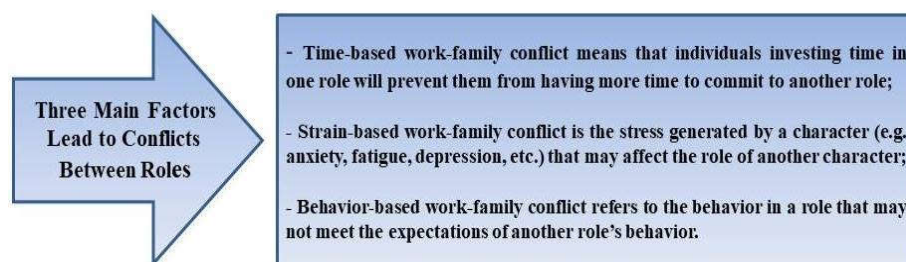 Three Main Factors
Lead to Conflicts
Between Roles
- Time-based work-family conflict means that individuals investing time in
one role will prevent them from having more time to commit to another role;
- Strain-based work-family conflict is the stress generated by a character (e.g.
anxiety, fatigue, depression, etc.) that may affect the role of another character;
- Behavior-based work-family conflict refers to the behavior in a role that may
not meet the expectations of another role's behavior.